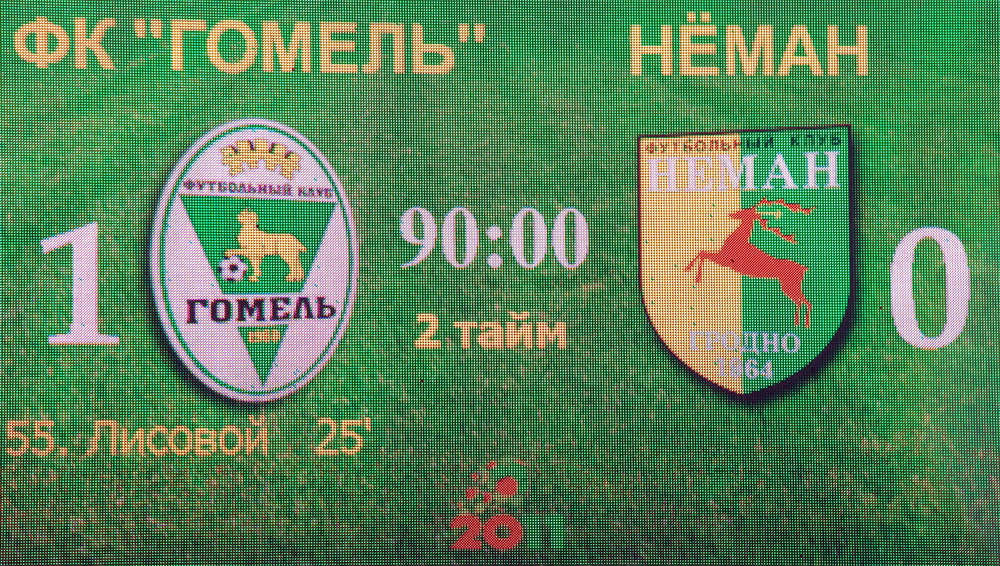 ФК "ГОМЕЛЬ"
НЁМАН
ФУТБОЛЬНЫЙ КЛУБ
ГОМЕЛЬ
ФУТБОЛЬНЫЙ КЛУБ
НЕМАН
ГРОДНО
1964
1
90:00
0
2 тайм
55. Лисовой 25'
2011